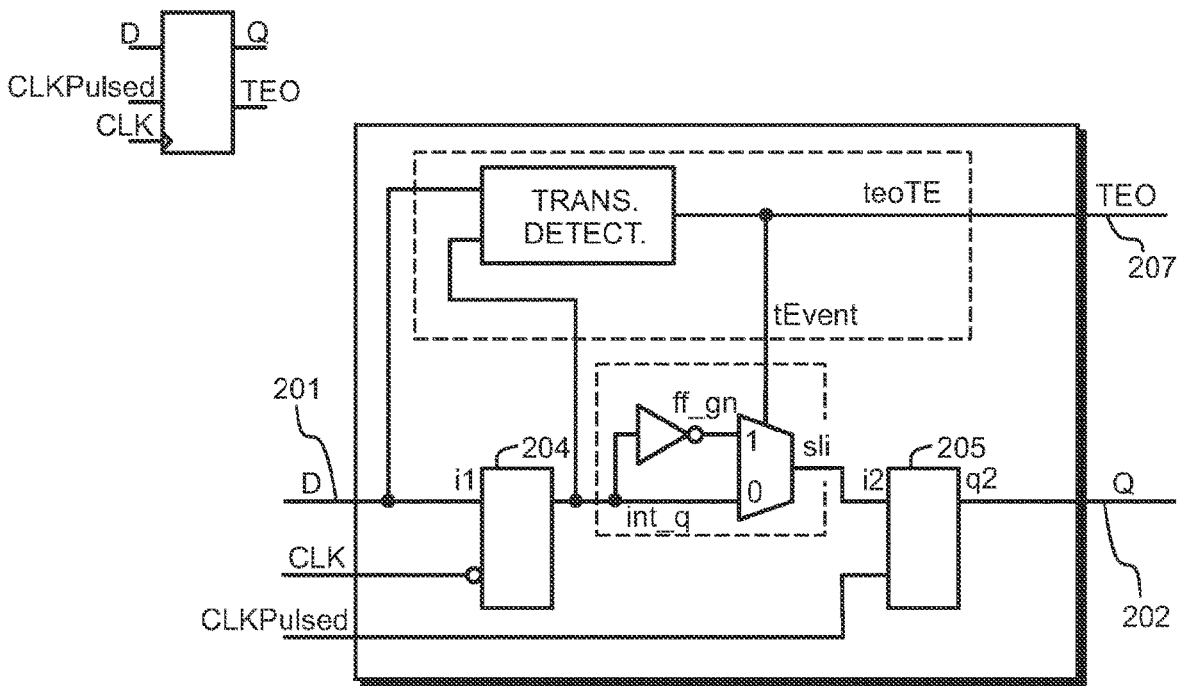 D
Q
CLKPulsed
TEO
CLK
TRANS.
DETECT.
teoTE
TEO
207
tEvent
201
ff_gn
1
sli
204
205
D
i1
0
i2
q2
Q
int_q
CLK
CLKPulsed
202